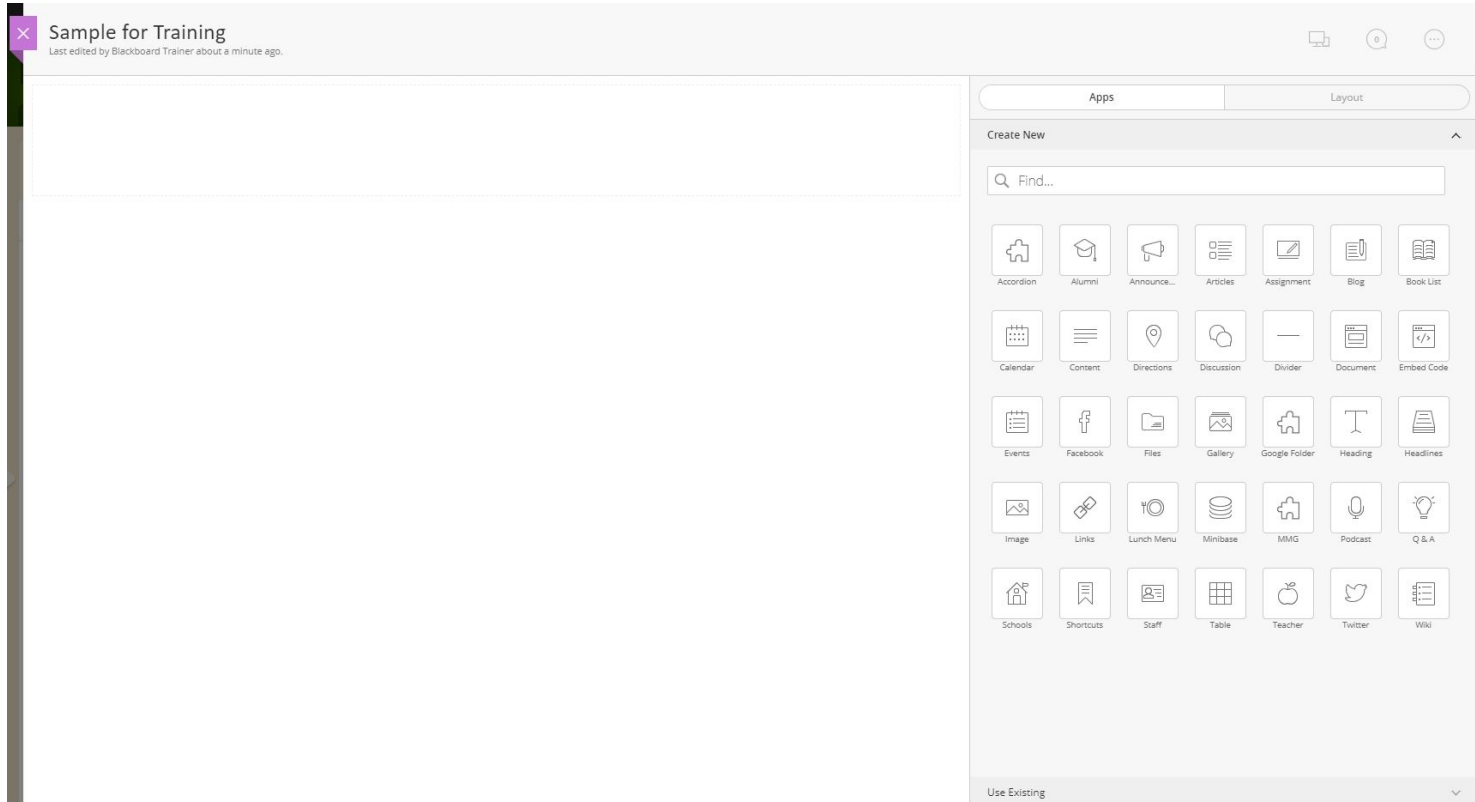 Sample for Training
Last edited by Blackboard Trainer about a minute ago.
0
Apps
Layout
Create New
Find...
Accordion
Alumni
Announce...
Articles
Assignment
Blog
Book List
Calendar
Content
Directions
Discussion
Divider
Document
Embed Code
Events
Facebook
Files
Gallery
Google Folder
Heading
Headlines
Image
Links
Lunch Menu
Minibase
MMG
Podcast
Q & A
Schools
Shortcuts
Staff
Table
Teacher
Twitter
Wiki
Use Existing